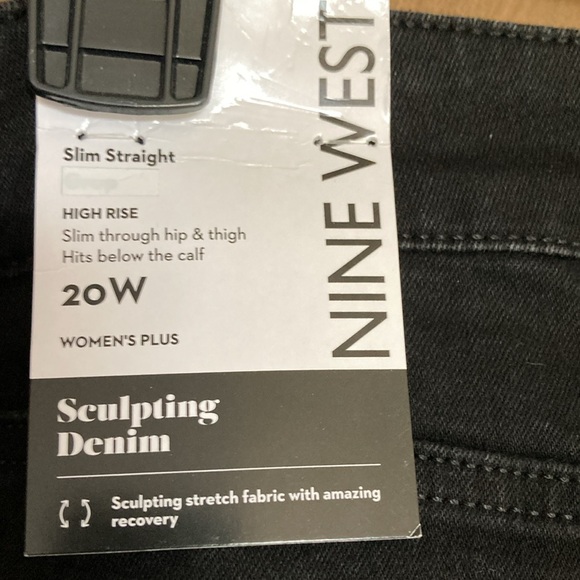 NINE WEST
Slim Straight
HIGH RISE
Slim through hip & thigh
Hits below the calf
20W
WOMEN'S PLUS
Sculpting
Denim
Sculpting stretch fabric with amazing
recovery